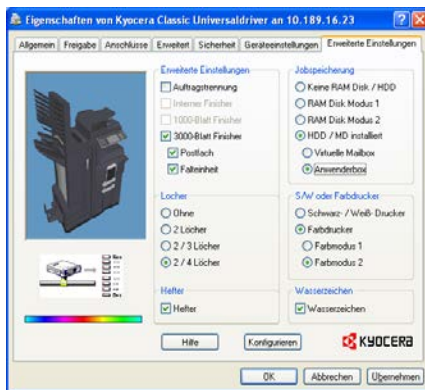 Eigenschaften von Kyocera Classic Universaldriver an 10.189.16.23
Allgemein Freigabe Anschlüsse Erweitert Sicherheit Geräteeinstellungen Erweiterte Einstellungen
Erweiterte Einstellungen
Auftragstrennung
Interner Finisher
1000-Blatt Finisher
3000-Blatt Finisher
Postfach
Falteinheit
Jobspeicherung
Keine RAM Disk / HDD
RAM Disk Modus 1
RAM Disk Modus 2
HDD / MD installiert
Virtuelle Mailbox
Anwenderbox
Locher
Ohne
2 Löcher
2 / 3 Löcher
2 / 4 Löcher
S/W oder Farbdrucker
Schwarz- / Weiß- Drucker
Farbdrucker
Farbmodus 1
Farbmodus 2
Hefter
Hefter
Wasserzeichen
Wasserzeichen
Hilfe Konfigurieren KYOCERA
OK Abbrechen Übernehmen